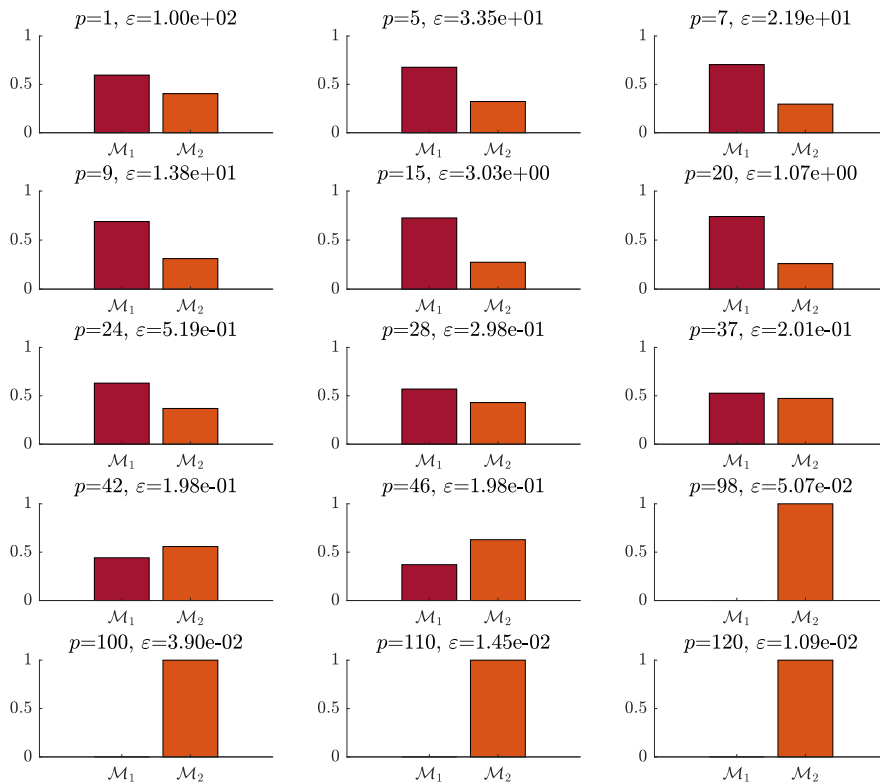 p=1, ε=1.00e+02
1
0.5
0
ℳ₁ ℳ₂
p=5, ε=3.35e+01
1
0.5
0
ℳ₁ ℳ₂
p=7, ε=2.19e+01
1
0.5
0
ℳ₁ ℳ₂
p=9, ε=1.38e+01
1
0.5
0
ℳ₁ ℳ₂
p=15, ε=3.03e+00
1
0.5
0
ℳ₁ ℳ₂
p=20, ε=1.07e+00
1
0.5
0
ℳ₁ ℳ₂
p=24, ε=5.19e-01
1
0.5
0
ℳ₁ ℳ₂
p=28, ε=2.98e-01
1
0.5
0
ℳ₁ ℳ₂
p=37, ε=2.01e-01
1
0.5
0
ℳ₁ ℳ₂
p=42, ε=1.98e-01
1
0.5
0
ℳ₁ ℳ₂
p=46, ε=1.98e-01
1
0.5
0
ℳ₁ ℳ₂
p=98, ε=5.07e-02
1
0.5
0
ℳ₁ ℳ₂
p=100, ε=3.90e-02
1
0.5
0
ℳ₁ ℳ₂
p=110, ε=1.45e-02
1
0.5
0
ℳ₁ ℳ₂
p=120, ε=1.09e-02
1
0.5
0
ℳ₁ ℳ₂